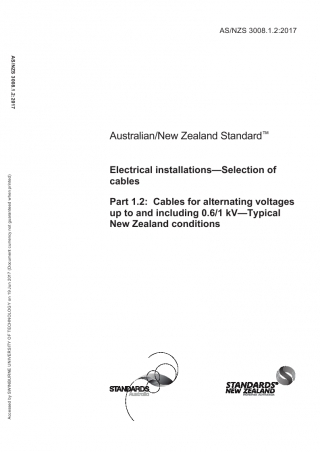 AS/NZS 3008.1.2:2017
AS/NZS 3008.1.2:2017
Australian/New Zealand Standard™
Electrical installations—Selection of
cables
Part 1.2: Cables for alternating voltages
up to and including 0.6/1 kV—Typical
New Zealand conditions
Accessed by SWINBURNE UNIVERSITY OF TECHNOLOGY on 19 Jun 2017 (Document currency not guaranteed when printed)
STANDARDS
Australia
STANDARDS
NEW ZEALAND